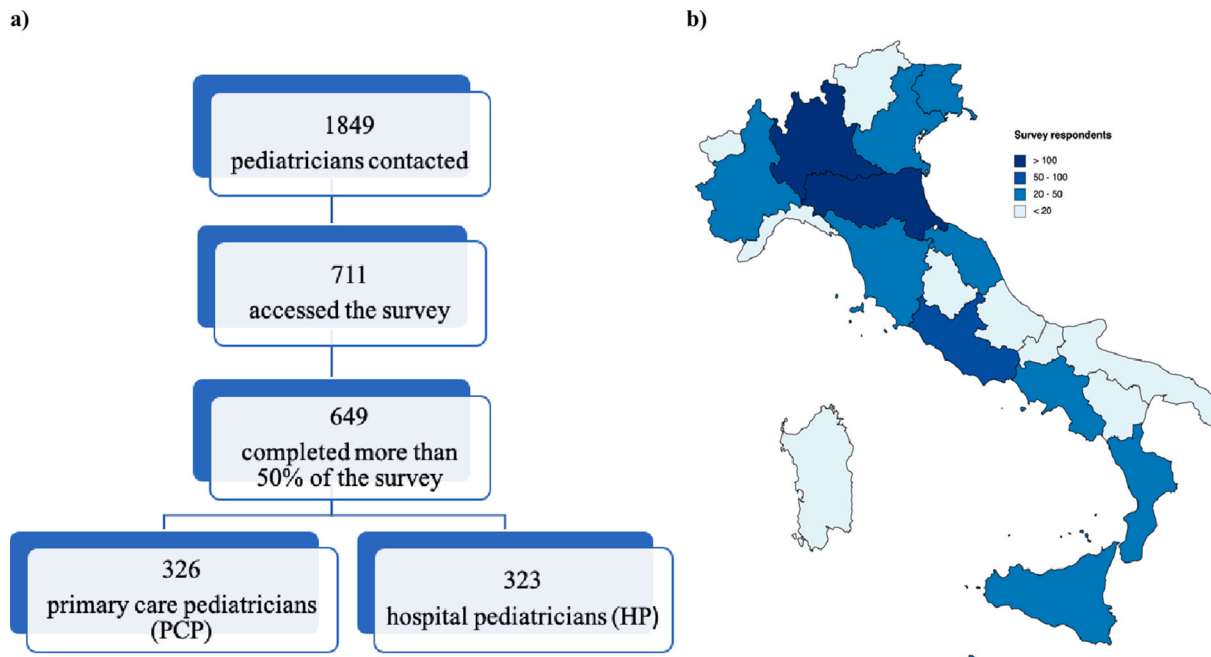 a)
1849
pediatricians contacted
711
accessed the survey
649
completed more than
50% of the survey
326
primary care pediatricians
(PCP)
323
hospital pediatricians (HP)
b)
Survey respondents
> 100
50 - 100
20 - 50
< 20